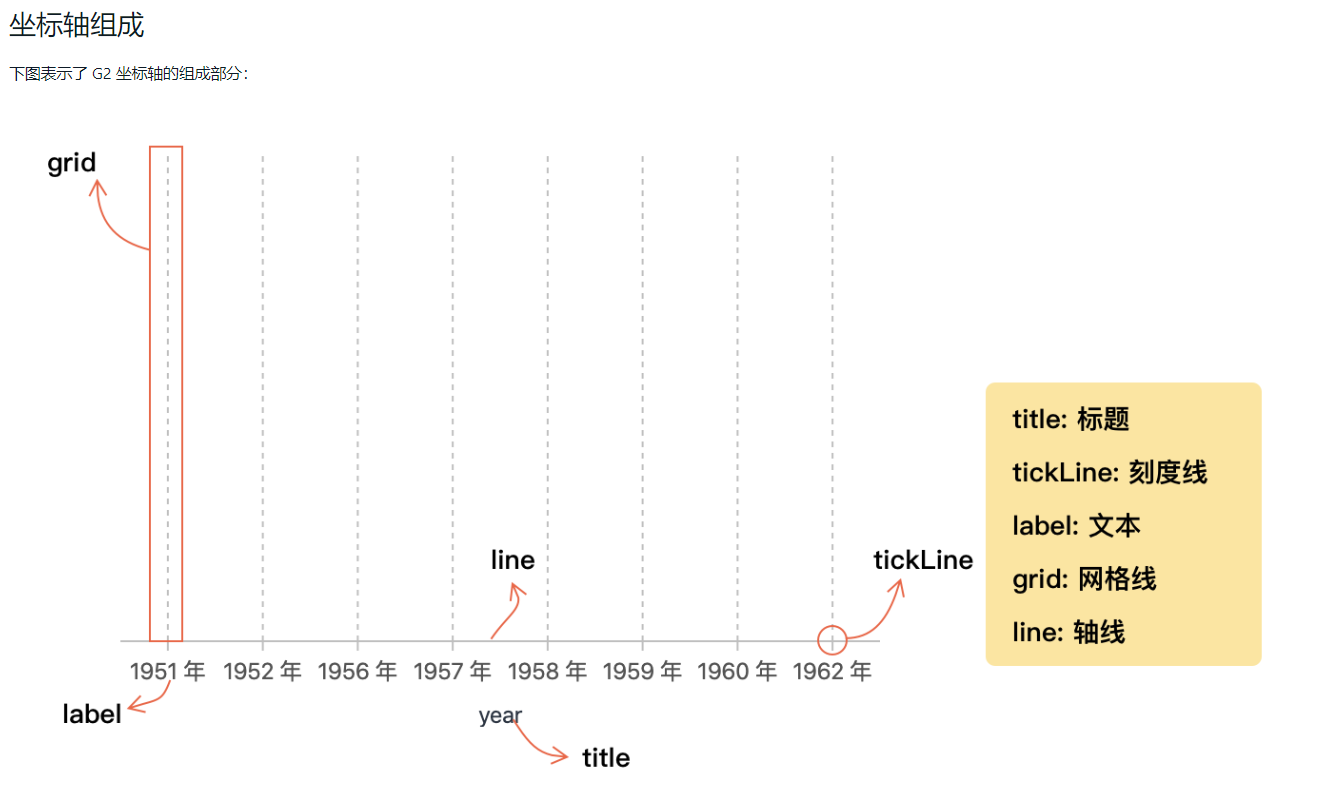 坐标轴组成
下图表示了 G2 坐标轴的组成部分：
grid
title: 标题
tickLine: 刻度线
label: 文本
grid: 网格线
line: 轴线
line
tickLine
1951 年 1952 年 1956 年 1957 年 1958 年 1959 年 1960 年 1962 年
label
year
title